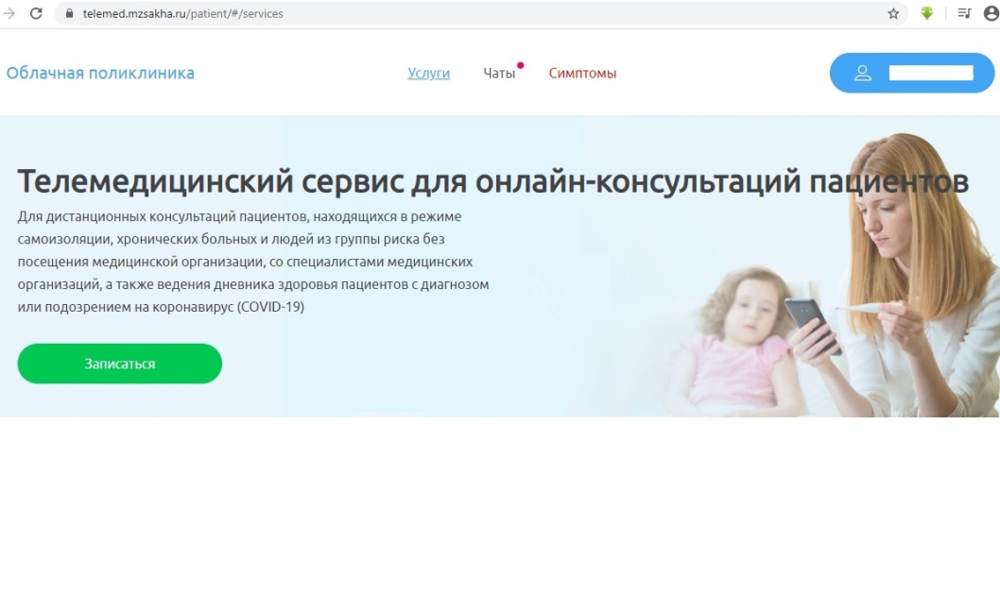 telemed.mzsakha.ru/patient/#/services
Облачная поликлиника
Услуги
Чаты
Симптомы
Телемедицинский сервис для онлайн-консультаций пациентов
Для дистанционных консультаций пациентов, находящихся в режиме
самоизоляции, хронических больных и людей из группы риска без
посещения медицинской организации, со специалистами медицинских
организаций, а также ведения дневника здоровья пациентов с диагнозом
или подозрением на коронавирус (COVID-19)
Записаться